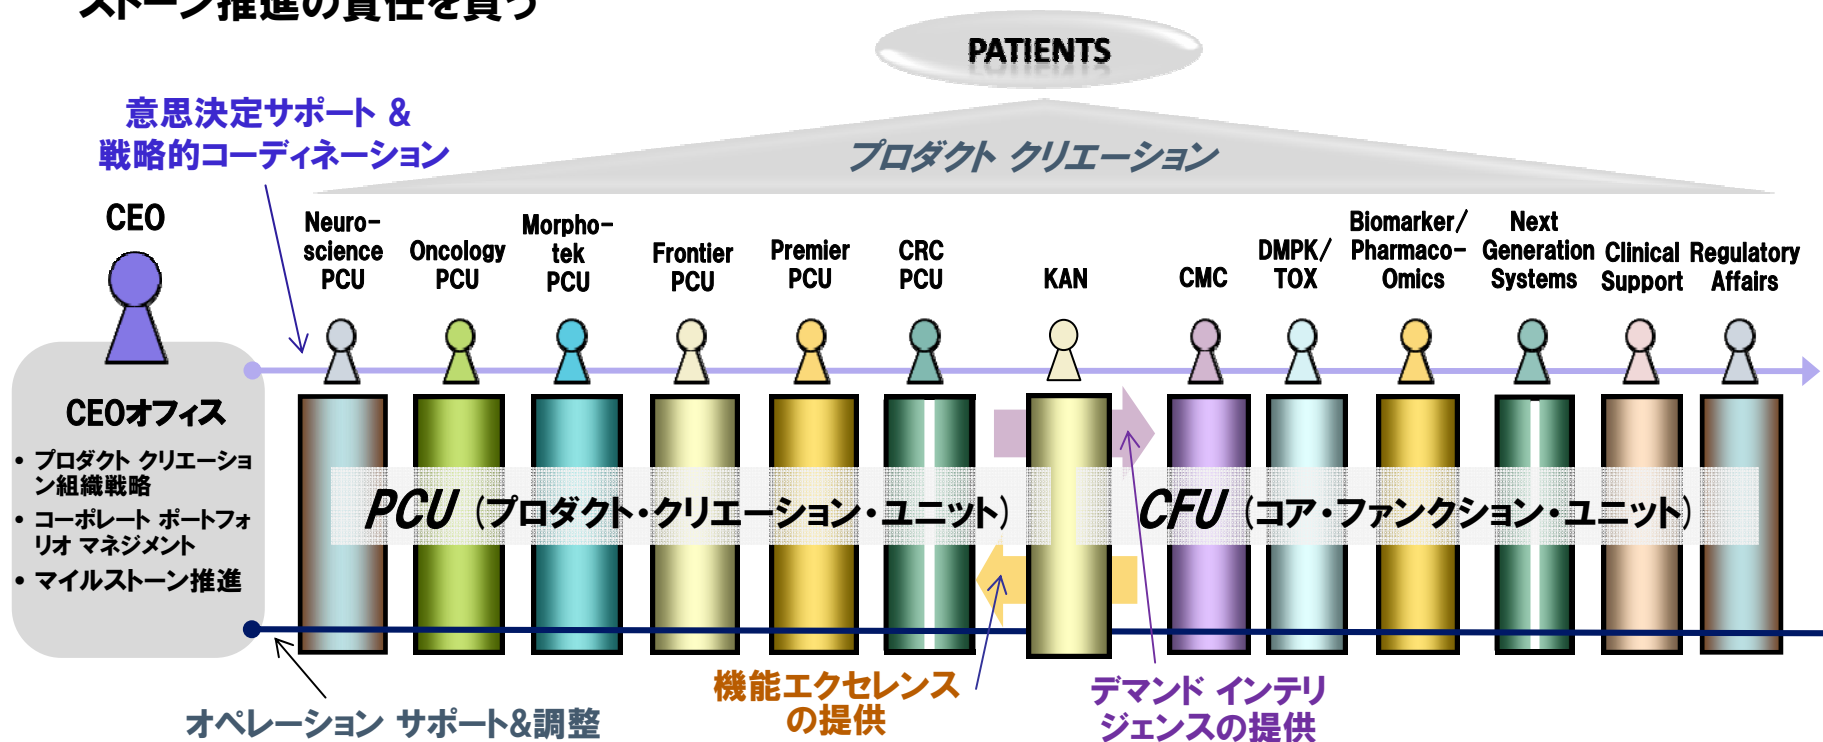 ストーン推進の責任を負う
PATIENTS
意思決定サポート &
戦略的コーディネーション
プロダクト クリエーション
CEO
Neuro-
science
PCU
Oncology
PCU
Morpho-
tek
PCU
Frontier
PCU
Premier
PCU
CRC
PCU
KAN
CMC
DMPK/
TOX
Biomarker/
Pharmaco-
Omics
Next
Generation
Systems
Clinical
Support
Regulatory
Affairs
CEOオフィス
• プロダクト クリエーショ
ン組織戦略
• コーポレート ポートフォ
リオ マネジメント
• マイルストーン推進
PCU (プロダクト・クリエーション・ユニット)
CFU (コア・ファンクション・ユニット)
オペレーション サポート&調整
機能エクセレンス
の提供
デマンド インテリ
ジェンスの提供